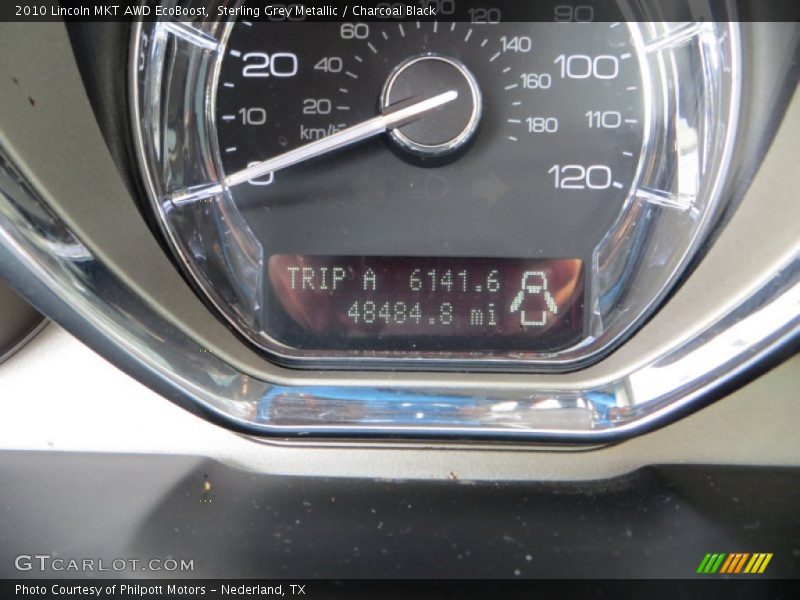 2010 Lincoln MKT AWD EcoBoost, Sterling Grey Metallic / Charcoal Black
60 120 90
20 40 140 100
160
10 20 180 110
km/h
0 120
TRIP A 6141.6
48484.8 mi
GTCARLOT.COM
Photo Courtesy of Philpott Motors - Nederland, TX